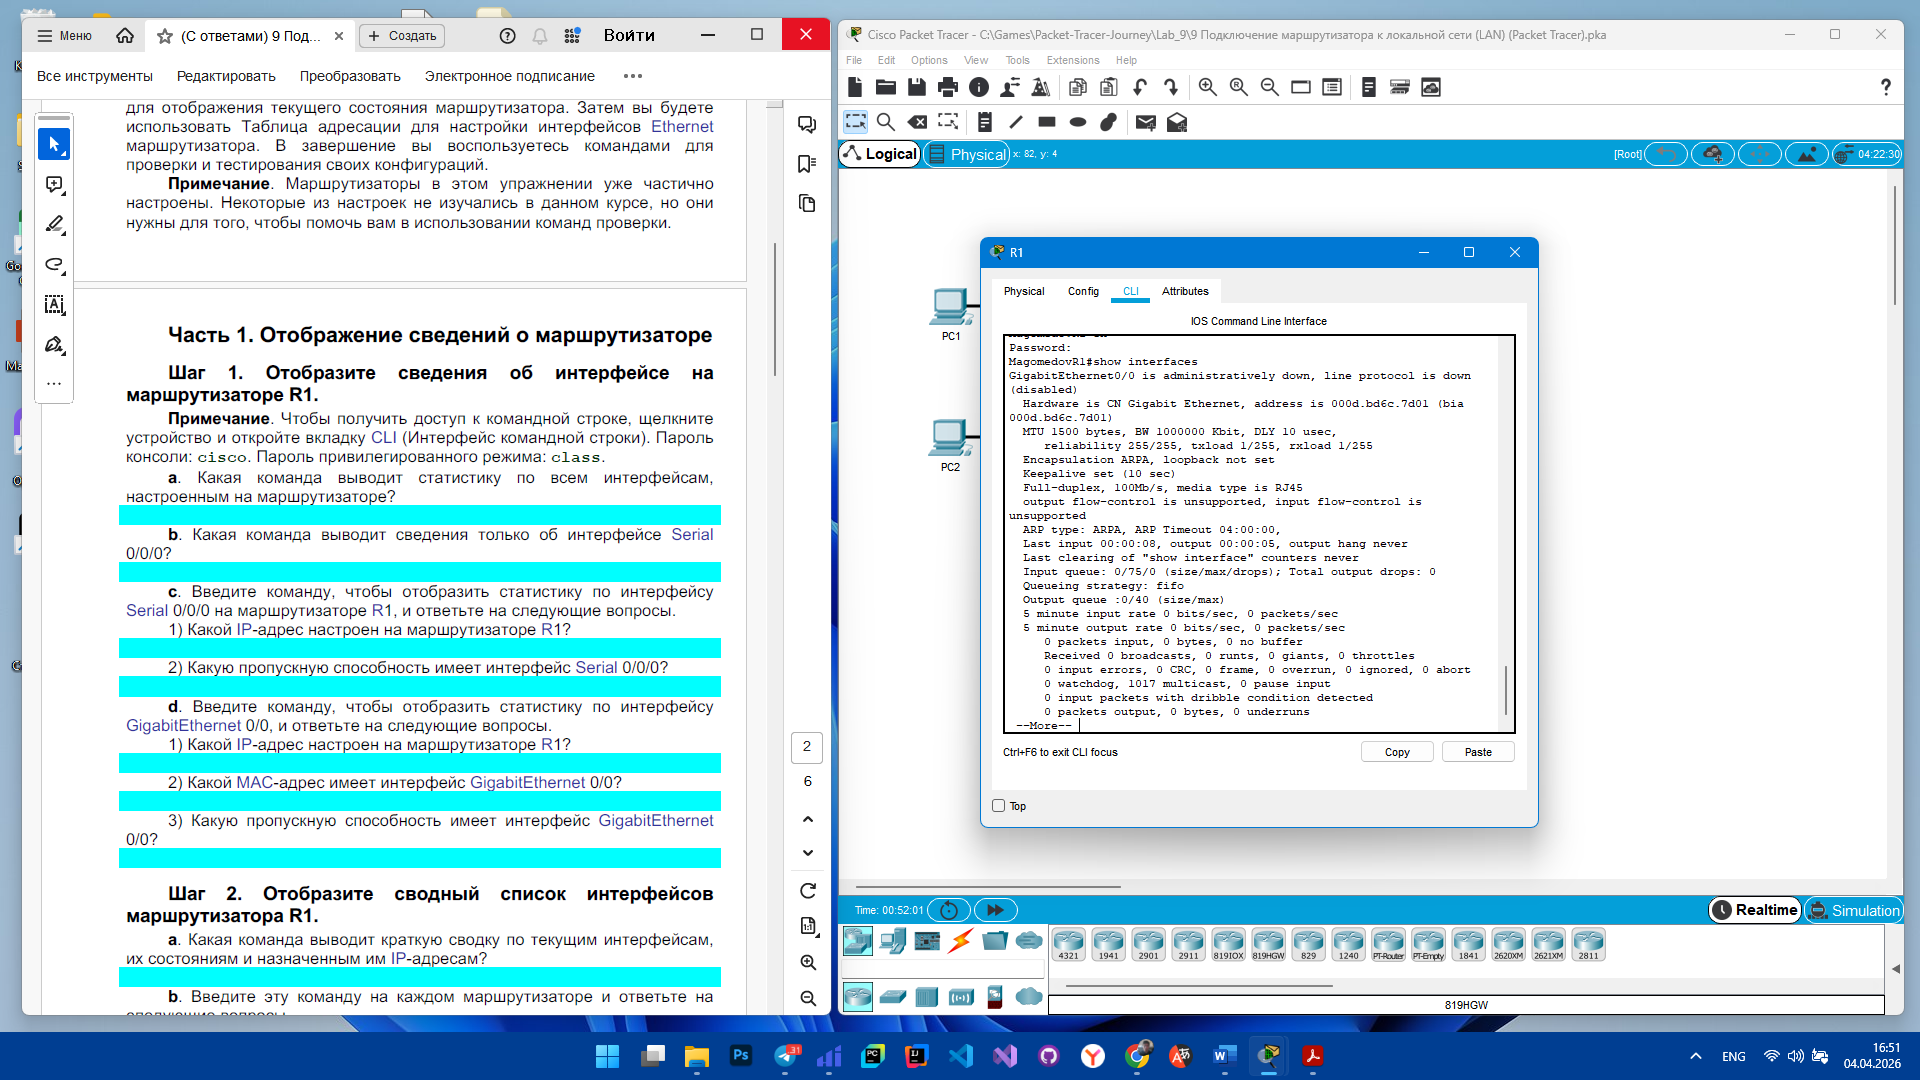 Меню
(С ответами) 9 Под...
Создать
Войти
Все инструменты
Редактировать
Преобразовать
Электронное подписание
для отображения текущего состояния маршрутизатора. Затем вы будете
использовать Таблица адресации для настройки интерфейсов Ethernet
маршрутизатора. В завершение вы воспользуетесь командами для
проверки и тестирования своих конфигураций.
Примечание. Маршрутизаторы в этом упражнении уже частично
настроены. Некоторые из настроек не изучались в данном курсе, но они
нужны для того, чтобы помочь вам в использовании команд проверки.
Часть 1. Отображение сведений о маршрутизаторе
Шаг 1. Отобразите сведения об интерфейсе на
маршрутизаторе R1.
Примечание. Чтобы получить доступ к командной строке, щелкните
устройство и откройте вкладку CLI (Интерфейс командной строки). Пароль
консоли: cisco. Пароль привилегированного режима: class.
a. Какая команда выводит статистику по всем интерфейсам,
настроенным на маршрутизаторе?
b. Какая команда выводит сведения только об интерфейсе Serial
0/0/0?
c. Введите команду, чтобы отобразить статистику по интерфейсу
Serial 0/0/0 на маршрутизаторе R1, и ответьте на следующие вопросы.
1) Какой IP-адрес настроен на маршрутизаторе R1?
2) Какую пропускную способность имеет интерфейс Serial 0/0/0?
d. Введите команду, чтобы отобразить статистику по интерфейсу
GigabitEthernet 0/0, и ответьте на следующие вопросы.
1) Какой IP-адрес настроен на маршрутизаторе R1?
2) Какой MAC-адрес имеет интерфейс GigabitEthernet 0/0?
3) Какую пропускную способность имеет интерфейс GigabitEthernet
0/0?
Шаг 2. Отобразите сводный список интерфейсов
маршрутизатора R1.
a. Какая команда выводит краткую сводку по текущим интерфейсам,
их состояниям и назначенным им IP-адресам?
b. Введите эту команду на каждом маршрутизаторе и ответьте на
2
6
Cisco Packet Tracer - C:\Games\Packet-Tracer-Journey\Lab_9\9 Подключение маршрутизатора к локальной сети (LAN) (Packet Tracer).pka
File Edit Options View Tools Extensions Help
Logical
Physical
x: 82, y: 4
[Root]
04:22:30
PC1
PC2
R1
Physical Config CLI Attributes
IOS Command Line Interface
Password:
MagomedovR1#show interfaces
GigabitEthernet0/0 is administratively down, line protocol is down
(disabled)
Hardware is CN Gigabit Ethernet, address is 000d.bd6c.7d01 (bia
000d.bd6c.7d01)
MTU 1500 bytes, BW 1000000 Kbit, DLY 10 usec,
reliability 255/255, txload 1/255, rxload 1/255
Encapsulation ARPA, loopback not set
Keepalive set (10 sec)
Full-duplex, 100Mb/s, media type is RJ45
output flow-control is unsupported, input flow-control is
unsupported
ARP type: ARPA, ARP Timeout 04:00:00,
Last input 00:00:08, output 00:00:05, output hang never
Last clearing of "show interface" counters never
Input queue: 0/75/0 (size/max/drops); Total output drops: 0
Queueing strategy: fifo
Output queue :0/40 (size/max)
5 minute input rate 0 bits/sec, 0 packets/sec
5 minute output rate 0 bits/sec, 0 packets/sec
0 packets input, 0 bytes, 0 no buffer
Received 0 broadcasts, 0 runts, 0 giants, 0 throttles
0 input errors, 0 CRC, 0 frame, 0 overrun, 0 ignored, 0 abort
0 watchdog, 1017 multicast, 0 pause input
0 input packets with dribble condition detected
0 packets output, 0 bytes, 0 underruns
--More--
Ctrl+F6 to exit CLI focus
Copy
Paste
Top
Time: 00:52:01
Realtime
Simulation
4321 1941 2901 2911 819IOX 819HGW 829 1240 PT-Router PT-Empty 1841 2620XM 2621XM 2811
819HGW
31
ENG
16:51
04.04.2026